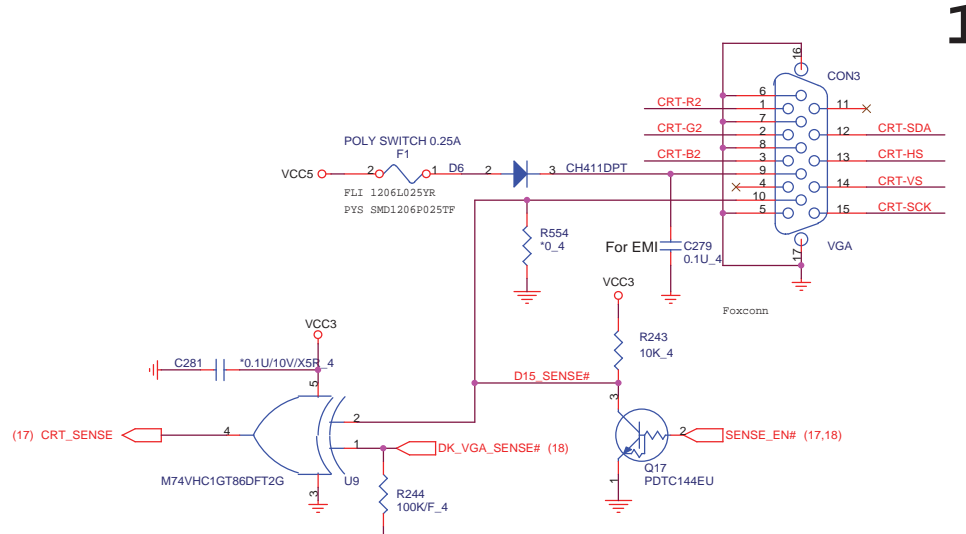 1
16
CON3
6
CRT-R2
1
11
7
CRT-G2
2
12
CRT-SDA
POLY SWITCH 0.25A
8
F1
CRT-B2
3
13
CRT-HS
VCC5
2
1
D6
2
3
CH411DPT
9
FLI 1206L025YR
4
14
CRT-VS
PYS SMD1206P025TF
10
5
15
CRT-SCK
R554
*0_4
For EMI
C279
0.1U_4
17
VGA
VCC3
Foxconn
VCC3
R243
10K_4
C281
*0.1U/10V/X5R_4
5
D15_SENSE#
3
2
(17) CRT_SENSE
4
1
DK_VGA_SENSE# (18)
2
SENSE_EN# (17,18)
Q17
PDTC144EU
1
M74VHC1GT86DFT2G
3
U9
R244
100K/F_4